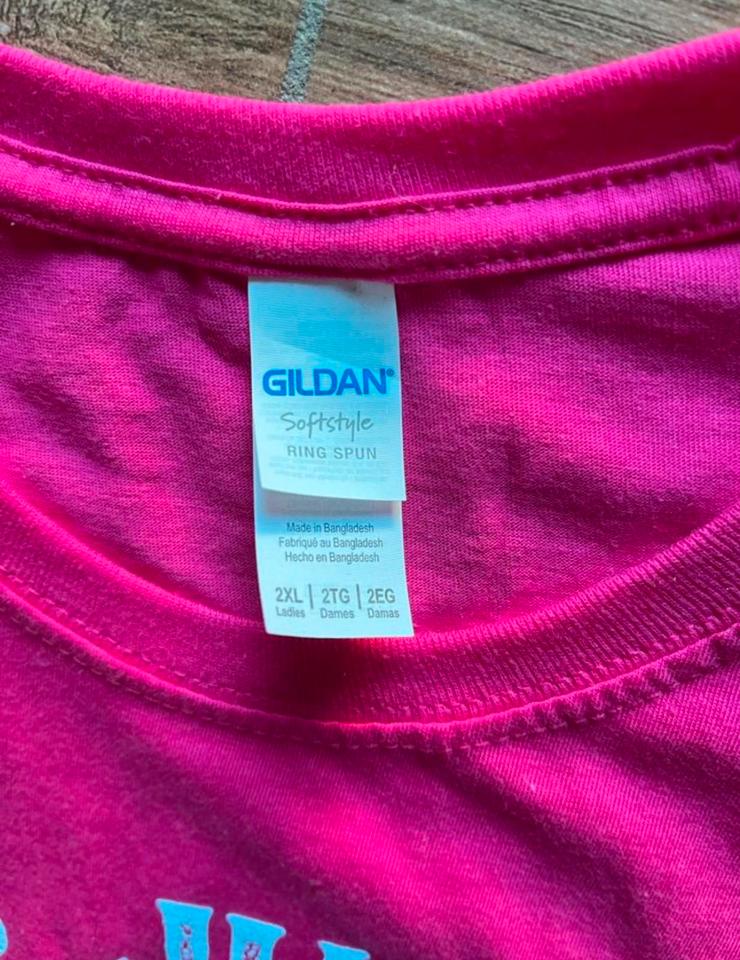 GILDAN®
Softstyle
RING SPUN
Made in Bangladesh
Fabriqué au Bangladesh
Hecho en Bangladesh
2XL | 2TG | 2EG
Ladies Dames Damas